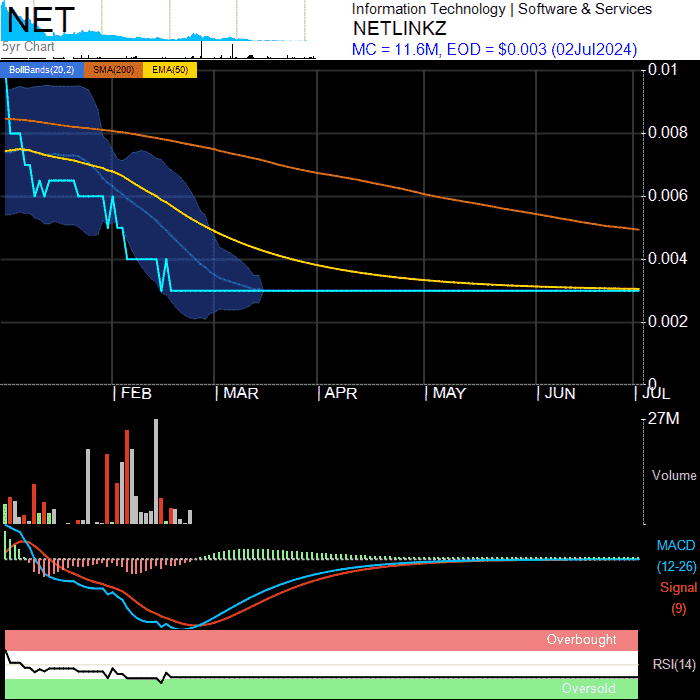 NET
5yr Chart
Information Technology | Software & Services
NETLINKZ
MC = 11.6M, EOD = $0.003 (02Jul2024)
BollBands(20,2) SMA(200) EMA(50)
0.01
0.008
0.006
0.004
0.002
0
FEB MAR APR MAY JUN JUL
27M
Volume
MACD
(12-26)
Signal
(9)
Overbought
RSI(14)
Oversold